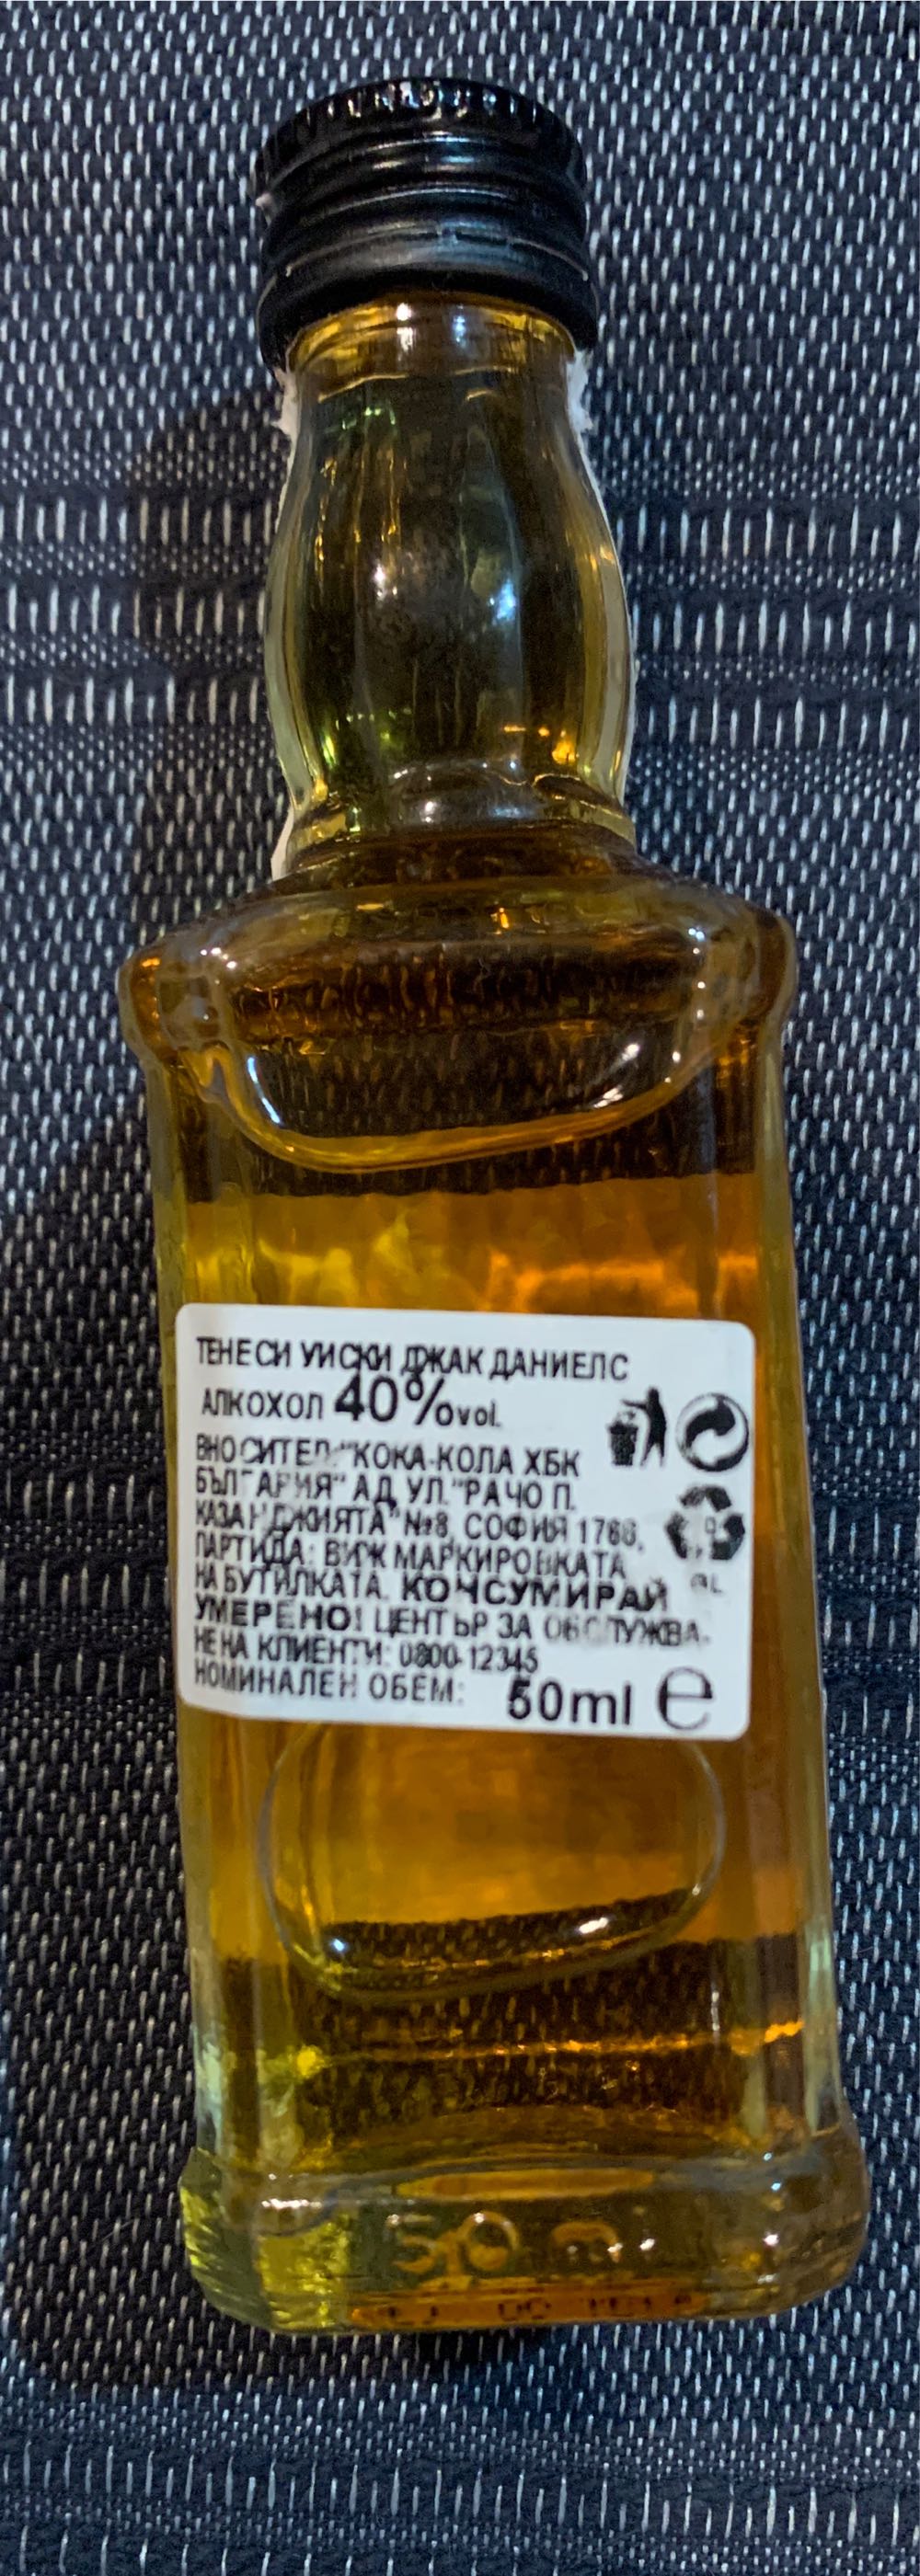 ТЕНЕСИ УИСКИ ДЖАК ДАНИЕЛС
АЛКОХОЛ 40%vol.
ВНОСИТЕЛ: "КОКА-КОЛА ХБК
БЪЛГАРИЯ" АД, УЛ. "РАЧО П.
КАЗАНДЖИЯТА" №8, СОФИЯ
ПАРТИДА: ВИЖ МАРКИРОВКАТА
НА БУТИЛКАТА. КОНСУМИРАЙ
УМЕРЕНО! ЦЕНТЪР ЗА ОБСЛУЖВА-
НЕ НА КЛИЕНТИ: 0800-12345
НОМИНАЛЕН ОБЕМ: 50ml e
50 m